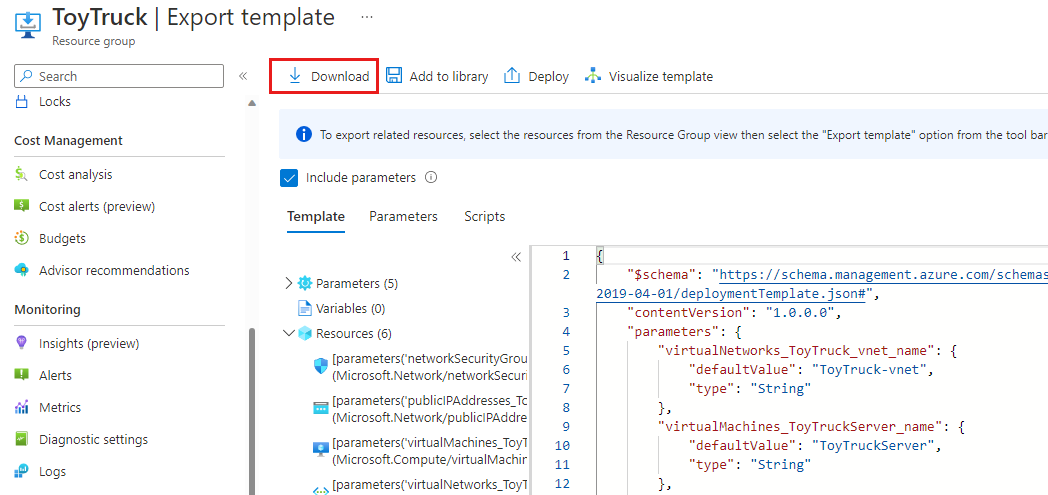 ToyTruck | Export template ...
Resource group
Search
«
Download
Add to library
Deploy
Visualize template
Locks
Cost Management
Cost analysis
Cost alerts (preview)
Budgets
Advisor recommendations
Monitoring
Insights (preview)
Alerts
Metrics
Diagnostic settings
Logs
To export related resources, select the resources from the Resource Group view then select the "Export template" option from the tool bar
Include parameters
Template
Parameters
Scripts
«
Parameters (5)
Variables (0)
Resources (6)
[parameters('networkSecurityGrou
(Microsoft.Network/networkSecuri
[parameters('publicIPAddresses_To
(Microsoft.Network/publicIPAddre
[parameters('virtualMachines_ToyT
(Microsoft.Compute/virtualMachin
[parameters('virtualNetworks_ToyT
1 {
2 "$schema": "https://schema.management.azure.com/schemas
2019-04-01/deploymentTemplate.json#",
3 "contentVersion": "1.0.0.0",
4 "parameters": {
5 "virtualNetworks_ToyTruck_vnet_name": {
6 "defaultValue": "ToyTruck-vnet",
7 "type": "String"
8 },
9 "virtualMachines_ToyTruckServer_name": {
10 "defaultValue": "ToyTruckServer",
11 "type": "String"
12 },